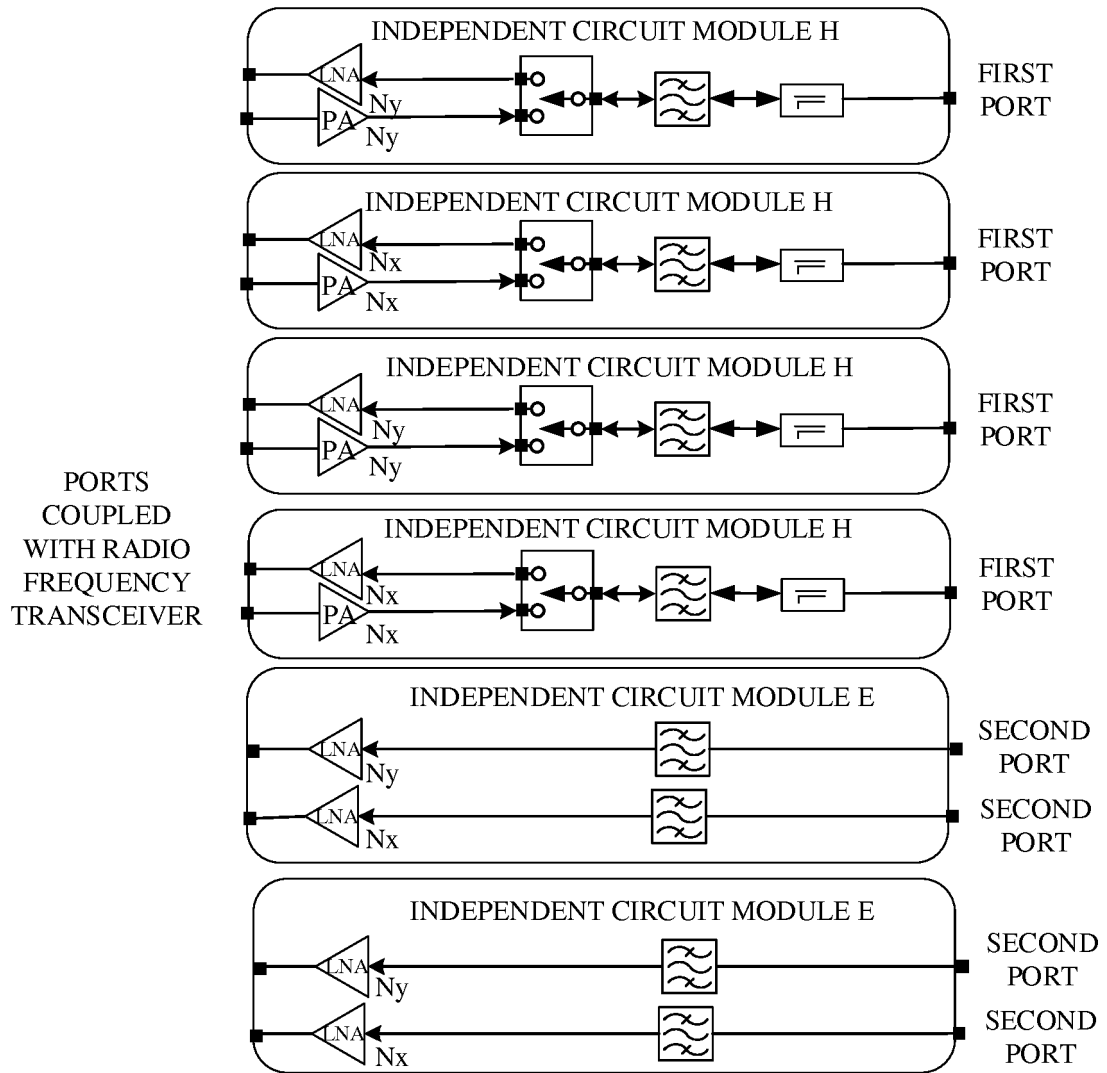 INDEPENDENT CIRCUIT MODULE H
LNA
Ny
PA
Ny
FIRST
PORT
INDEPENDENT CIRCUIT MODULE H
LNA
Nx
PA
Nx
FIRST
PORT
INDEPENDENT CIRCUIT MODULE H
LNA
Ny
PA
Ny
FIRST
PORT
PORTS
COUPLED
WITH RADIO
FREQUENCY
TRANSCEIVER
INDEPENDENT CIRCUIT MODULE H
LNA
Nx
PA
Nx
FIRST
PORT
INDEPENDENT CIRCUIT MODULE E
LNA
Ny
SECOND
PORT
LNA
Nx
SECOND
PORT
INDEPENDENT CIRCUIT MODULE E
LNA
Ny
SECOND
PORT
LNA
Nx
SECOND
PORT